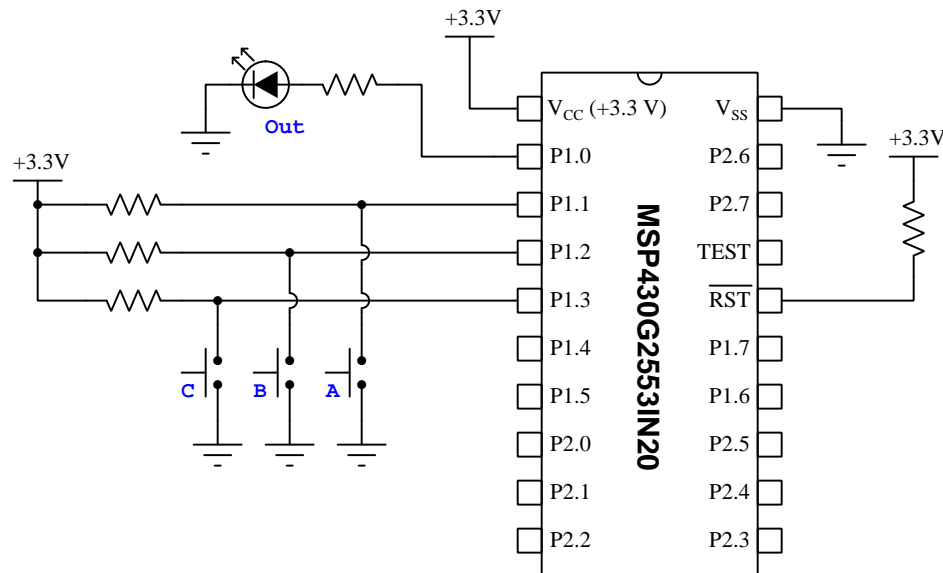 +3.3V
Out
+3.3V
V_CC (+3.3 V)
P1.0
P1.1
P1.2
P1.3
P1.4
P1.5
P2.0
P2.1
P2.2
MSP430G2553IN20
V_SS
P2.6
P2.7
TEST
RST
P1.7
P1.6
P2.5
P2.4
P2.3
+3.3V
C
B
A